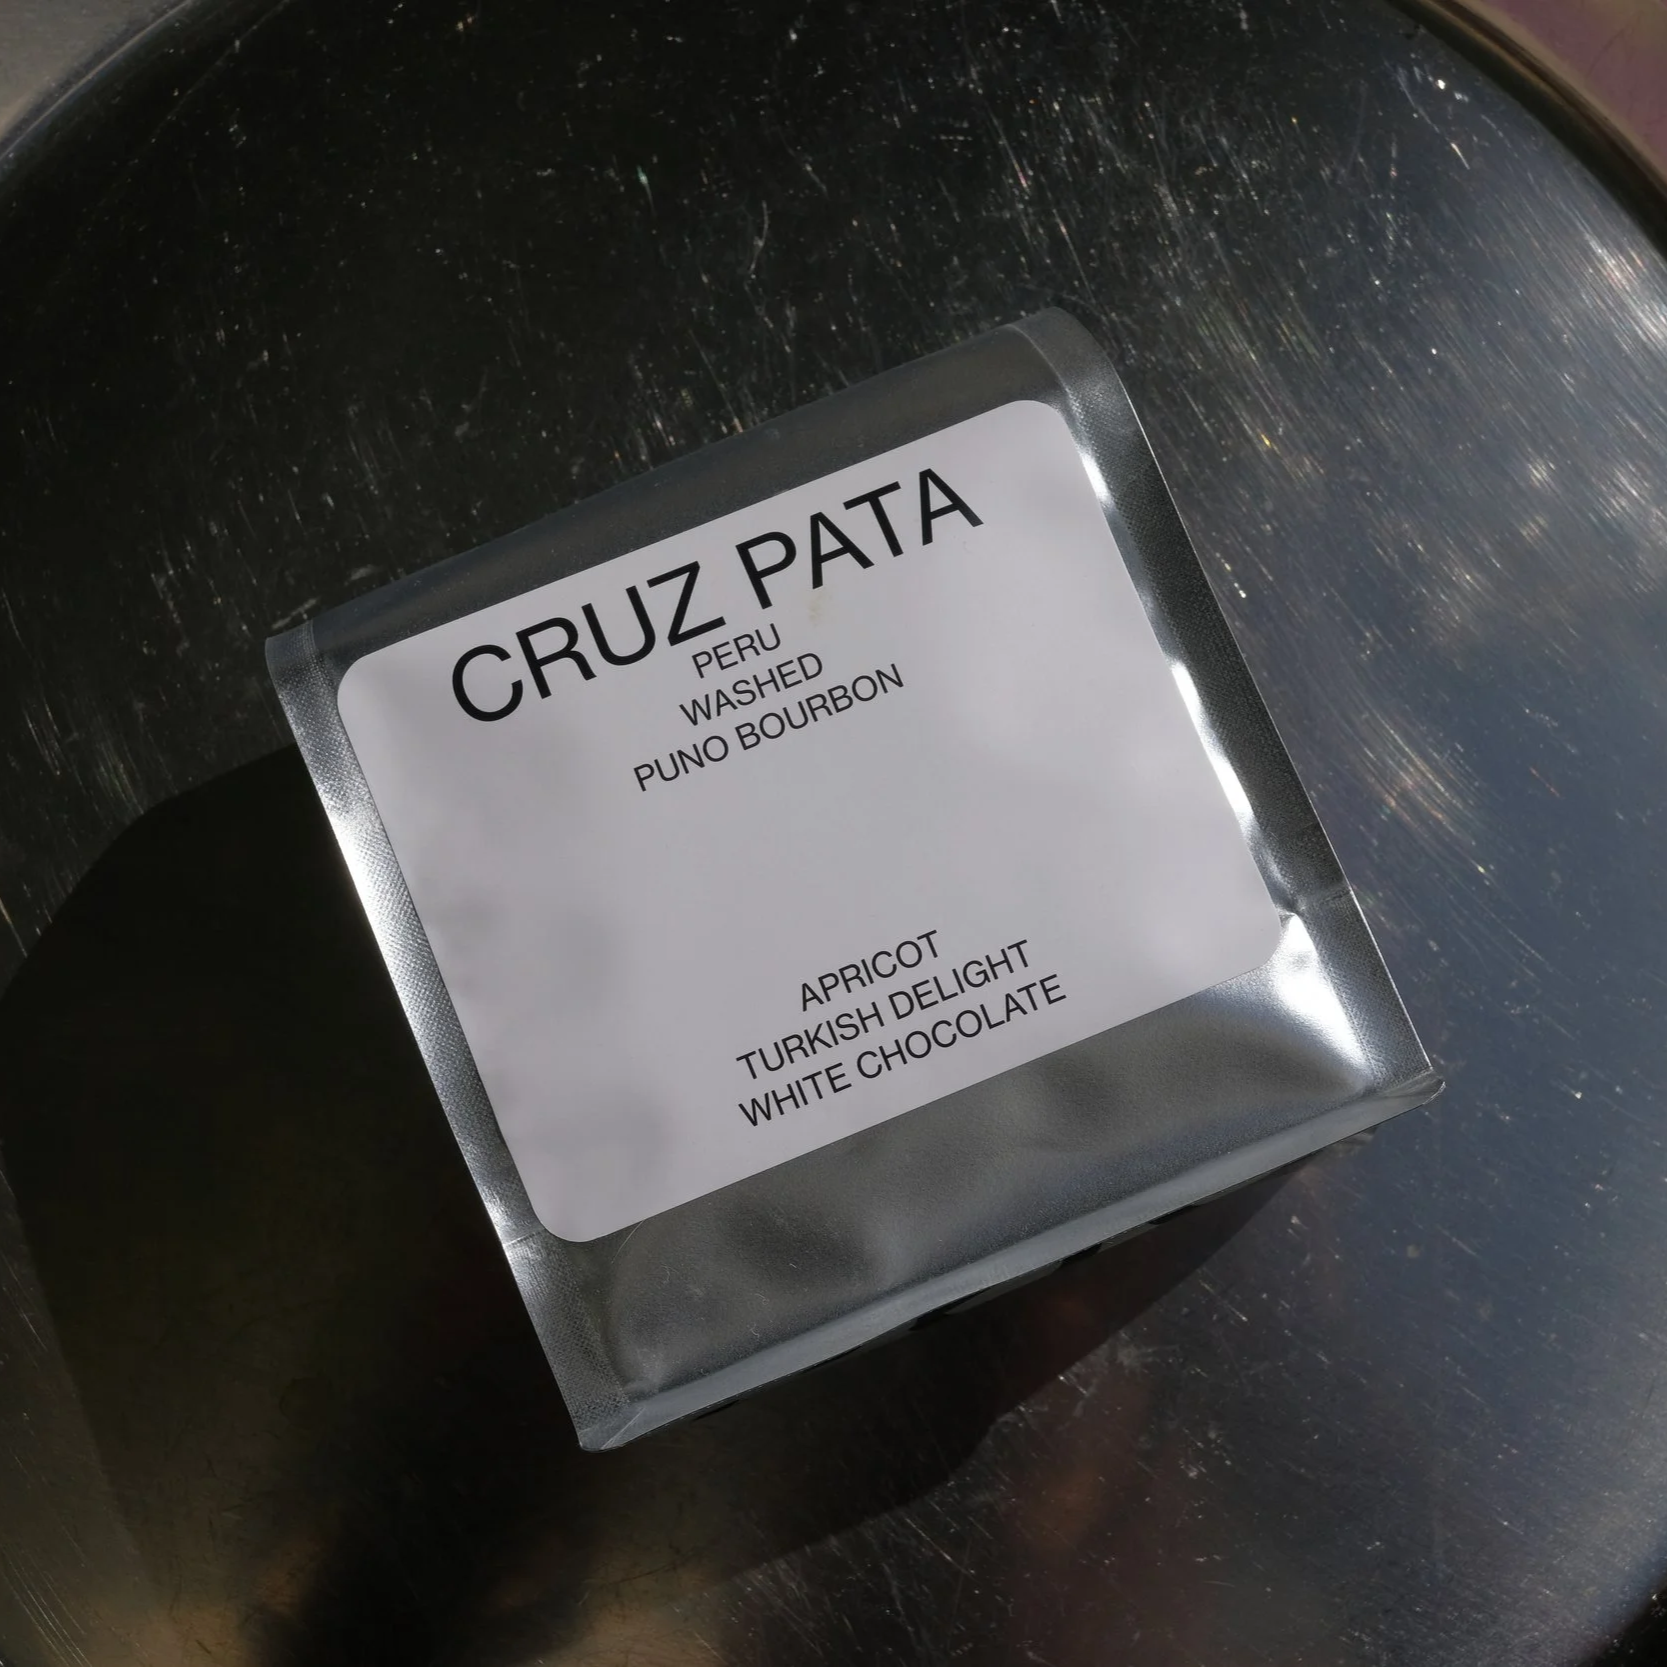 CRUZ PATA
PERU
WASHED
PUNO BOURBON
APRICOT
TURKISH DELIGHT
WHITE CHOCOLATE